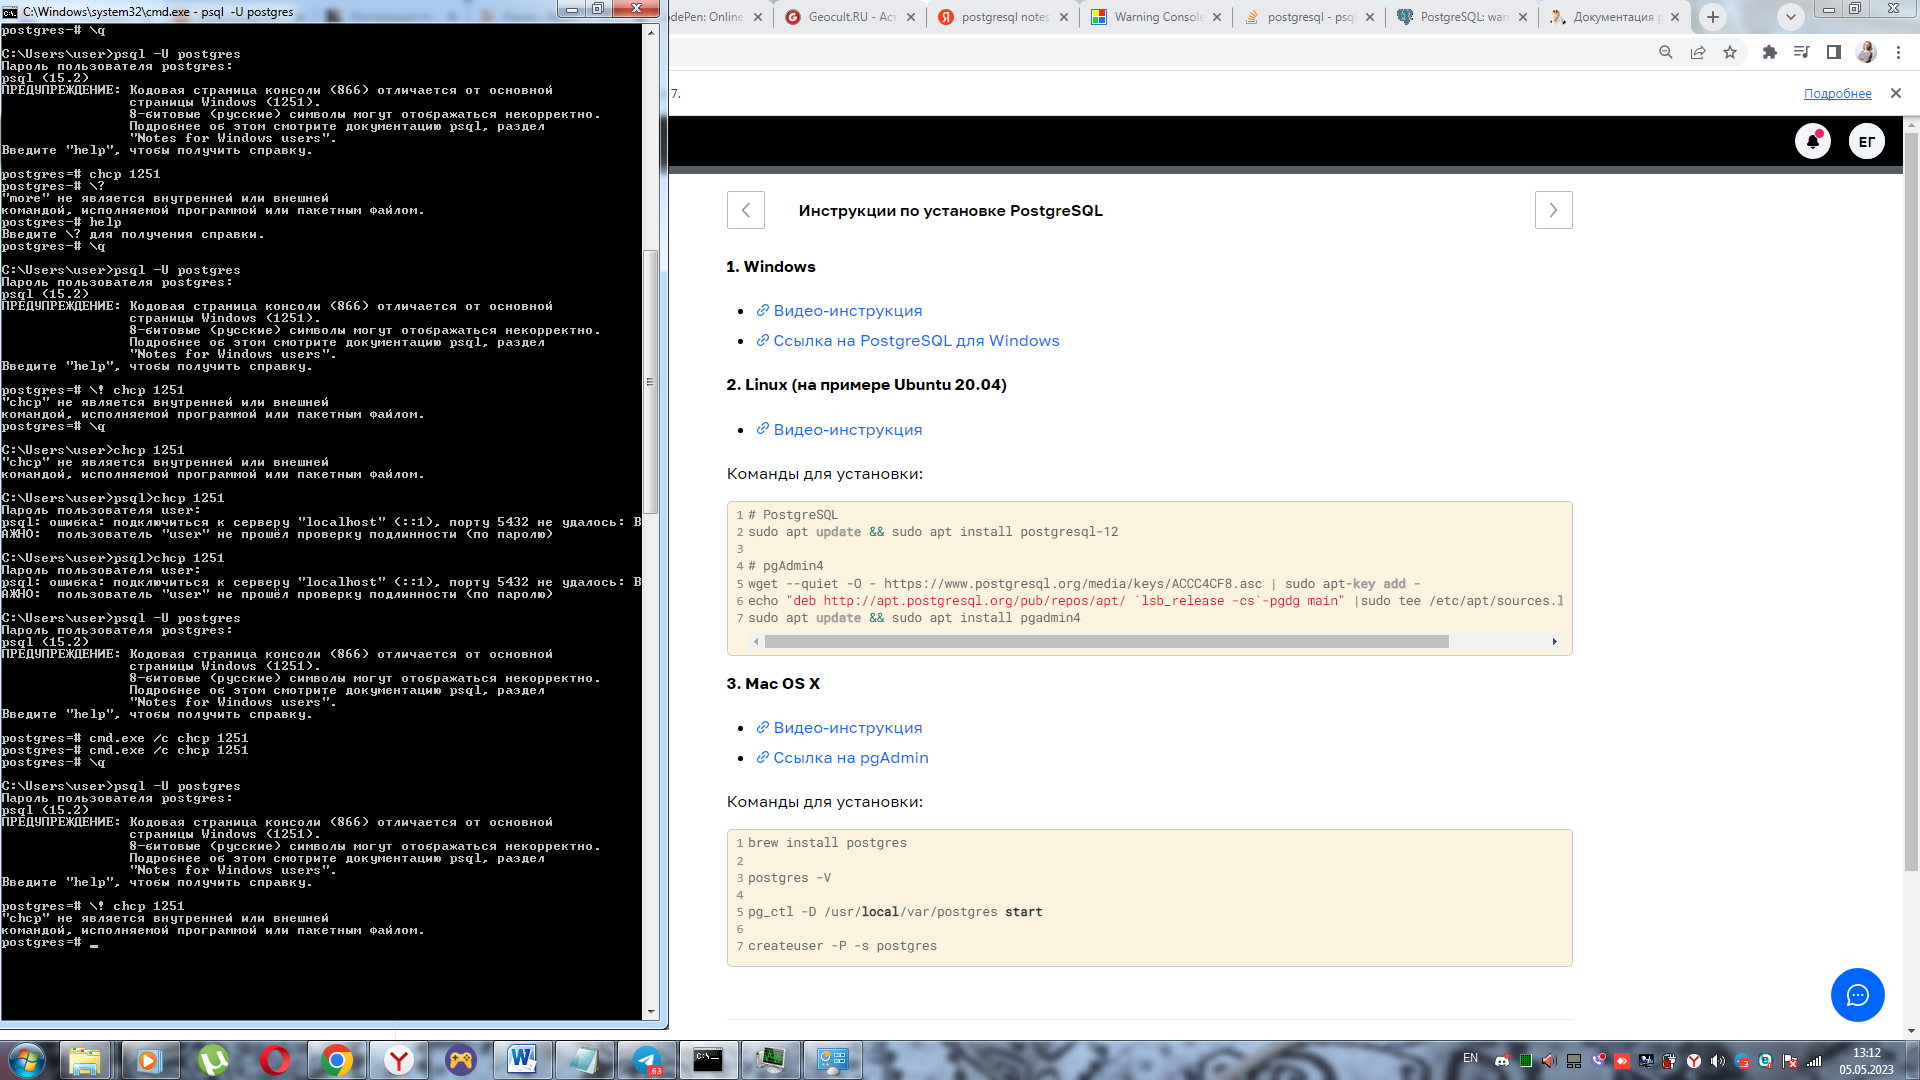 C:\Windows\system32\cmd.exe - psql  -U postgres
postgres-# \q
C:\Users\user>psql -U postgres
Пароль пользователя postgres:
psql (15.2)
ПРЕДУПРЕЖДЕНИЕ: Кодовая страница консоли (866) отличается от основной
страницы Windows (1251).
8-битовые (русские) символы могут отображаться некорректно.
Подробнее об этом смотрите документацию psql, раздел
"Notes for Windows users".
Введите "help", чтобы получить справку.
postgres=# chcp 1251
postgres-# \?
"more" не является внутренней или внешней
командой, исполняемой программой или пакетным файлом.
postgres-# help
Введите \? для получения справки.
postgres-# \q
C:\Users\user>psql -U postgres
Пароль пользователя postgres:
psql (15.2)
ПРЕДУПРЕЖДЕНИЕ: Кодовая страница консоли (866) отличается от основной
страницы Windows (1251).
8-битовые (русские) символы могут отображаться некорректно.
Подробнее об этом смотрите документацию psql, раздел
"Notes for Windows users".
Введите "help", чтобы получить справку.
postgres=# \! chcp 1251
"chcp" не является внутренней или внешней
командой, исполняемой программой или пакетным файлом.
postgres=# \q
C:\Users\user>chcp 1251
"chcp" не является внутренней или внешней
командой, исполняемой программой или пакетным файлом.
C:\Users\user>psql>chcp 1251
Пароль пользователя user:
psql: ошибка: подключиться к серверу "localhost" (::1), порту 5432 не удалось: В
АЖНО:  пользователь "user" не прошёл проверку подлинности (по паролю)
C:\Users\user>psql>chcp 1251
Пароль пользователя user:
psql: ошибка: подключиться к серверу "localhost" (::1), порту 5432 не удалось: В
АЖНО:  пользователь "user" не прошёл проверку подлинности (по паролю)
C:\Users\user>psql -U postgres
Пароль пользователя postgres:
psql (15.2)
ПРЕДУПРЕЖДЕНИЕ: Кодовая страница консоли (866) отличается от основной
страницы Windows (1251).
8-битовые (русские) символы могут отображаться некорректно.
Подробнее об этом смотрите документацию psql, раздел
"Notes for Windows users".
Введите "help", чтобы получить справку.
postgres=# cmd.exe /c chcp 1251
postgres-# cmd.exe /c chcp 1251
postgres-# \q
C:\Users\user>psql -U postgres
Пароль пользователя postgres:
psql (15.2)
ПРЕДУПРЕЖДЕНИЕ: Кодовая страница консоли (866) отличается от основной
страницы Windows (1251).
8-битовые (русские) символы могут отображаться некорректно.
Подробнее об этом смотрите документацию psql, раздел
"Notes for Windows users".
Введите "help", чтобы получить справку.
postgres=# \! chcp 1251
"chcp" не является внутренней или внешней
командой, исполняемой программой или пакетным файлом.
postgres=# _
odePen: Online
Geocult.RU - Аст
postgresql notes
Warning Console
postgresql - psql
PostgreSQL: wan
Документация p
7.
Подробнее
ЕГ
Инструкции по установке PostgreSQL
1. Windows
Видео-инструкция
Ссылка на PostgreSQL для Windows
2. Linux (на примере Ubuntu 20.04)
Видео-инструкция
Команды для установки:
1 # PostgreSQL
2 sudo apt update && sudo apt install postgresql-12
3
4 # pgAdmin4
5 wget --quiet -O - https://www.postgresql.org/media/keys/ACCC4CF8.asc | sudo apt-key add -
6 echo "deb http://apt.postgresql.org/pub/repos/apt/ `lsb_release -cs`-pgdg main" |sudo tee /etc/apt/sources.l
7 sudo apt update && sudo apt install pgadmin4
3. Mac OS X
Видео-инструкция
Ссылка на pgAdmin
Команды для установки:
1 brew install postgres
2
3 postgres -V
4
5 pg_ctl -D /usr/local/var/postgres start
6
7 createuser -P -s postgres
63
EN
13:12
05.05.2023